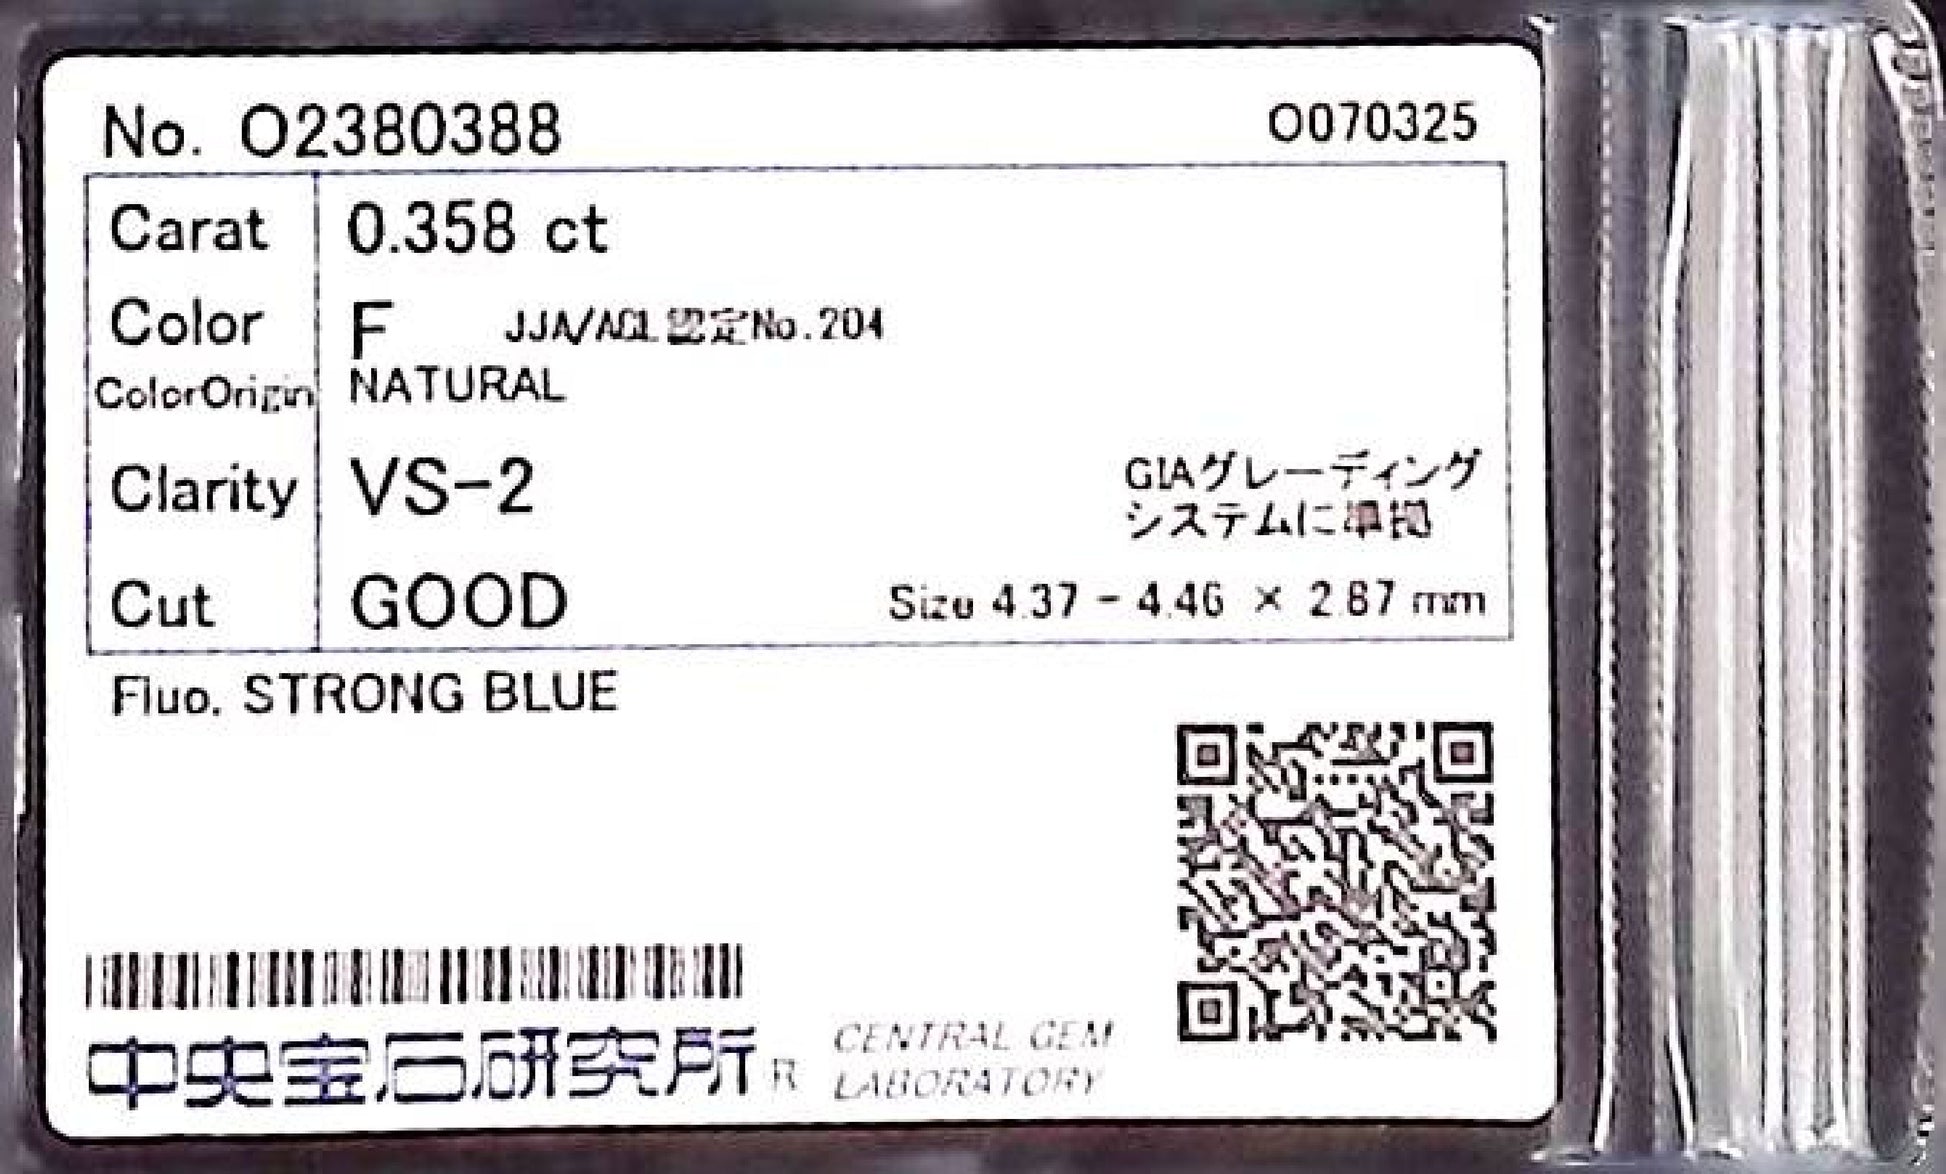 No. O2380388 O070325
Carat 0.358 ct
Color F JJA/AGL認定No.204
ColorOrigin NATURAL
Clarity VS-2 GIAグレーディング
システムに準拠
Cut GOOD Size 4.37 - 4.46 × 2.67 mm
Fluo. STRONG BLUE
中央宝石研究所 R CENTRAL GEM
LABORATORY